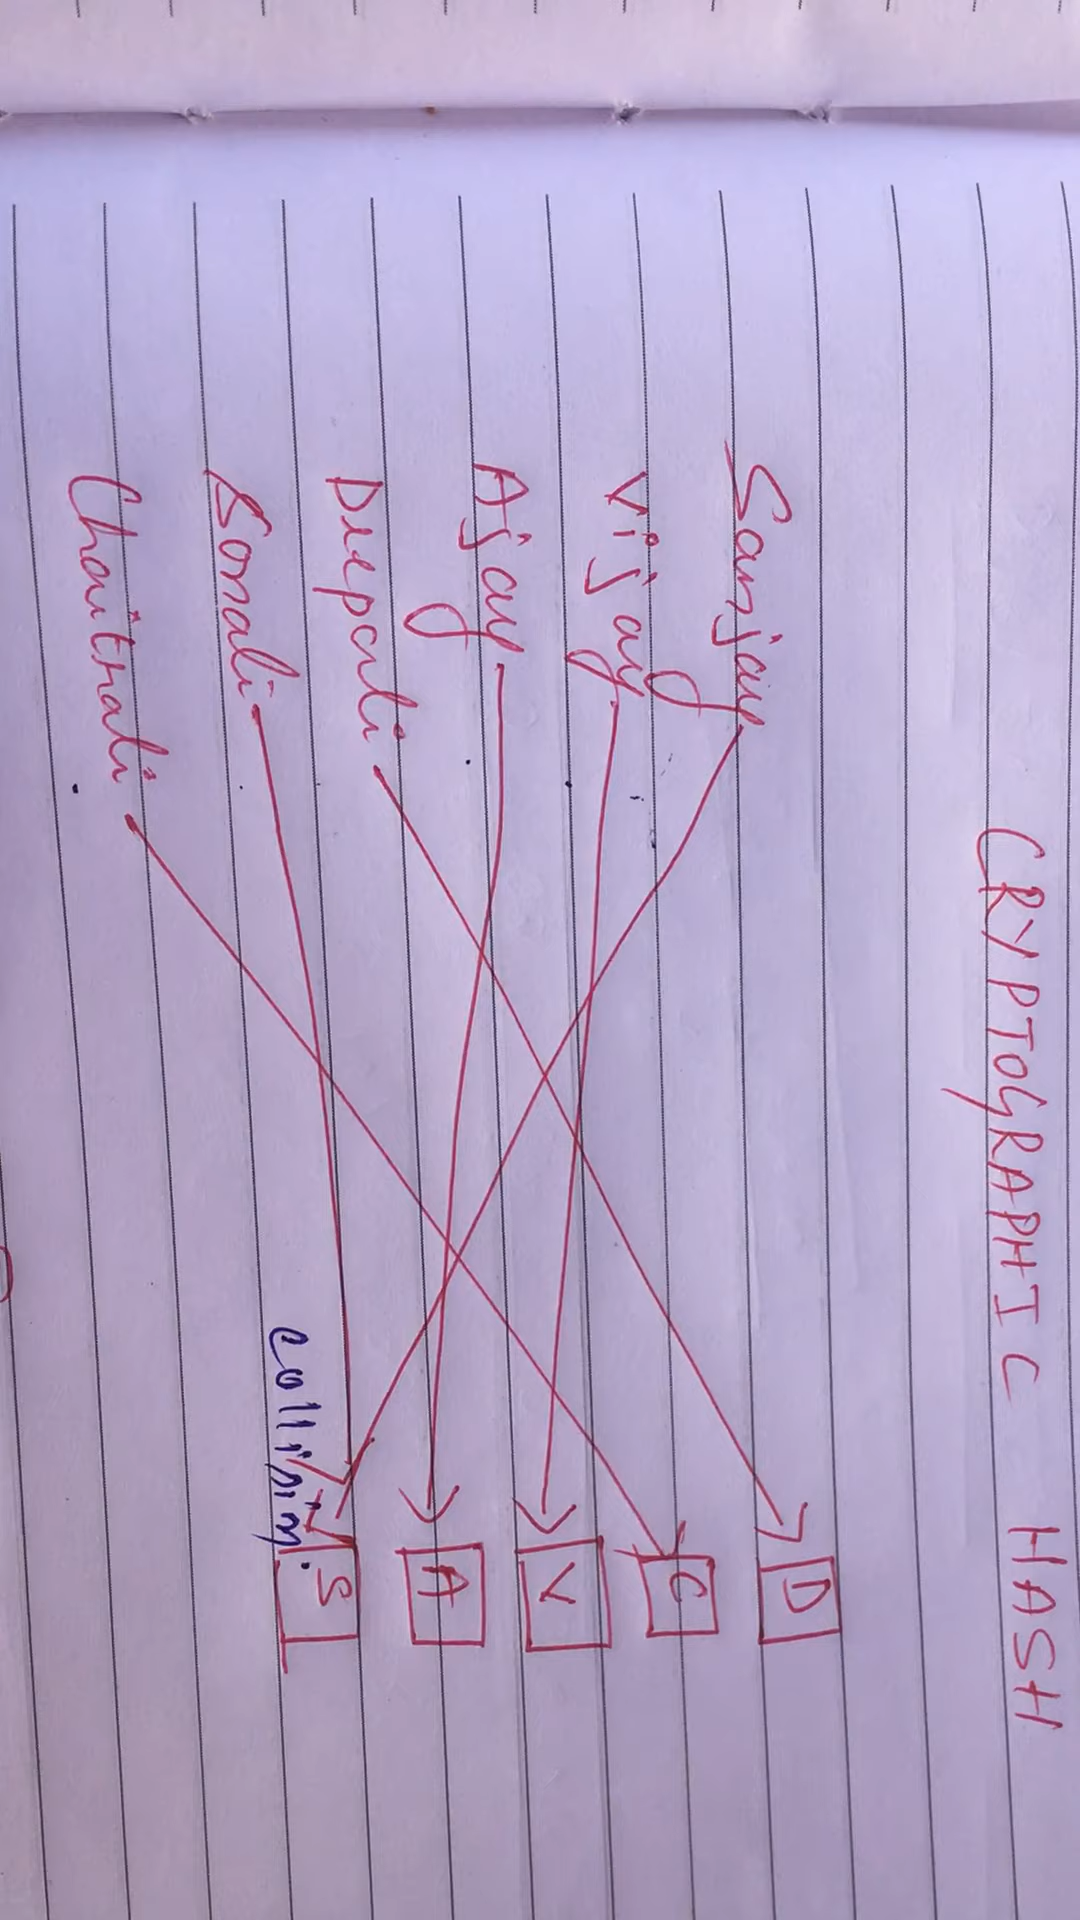 CRYPTOGRAPHIC HASH
Sanjay
D
Vijay
C
Ajay
V
Deepali
A
Sonali
S
Chaitrali
collision.